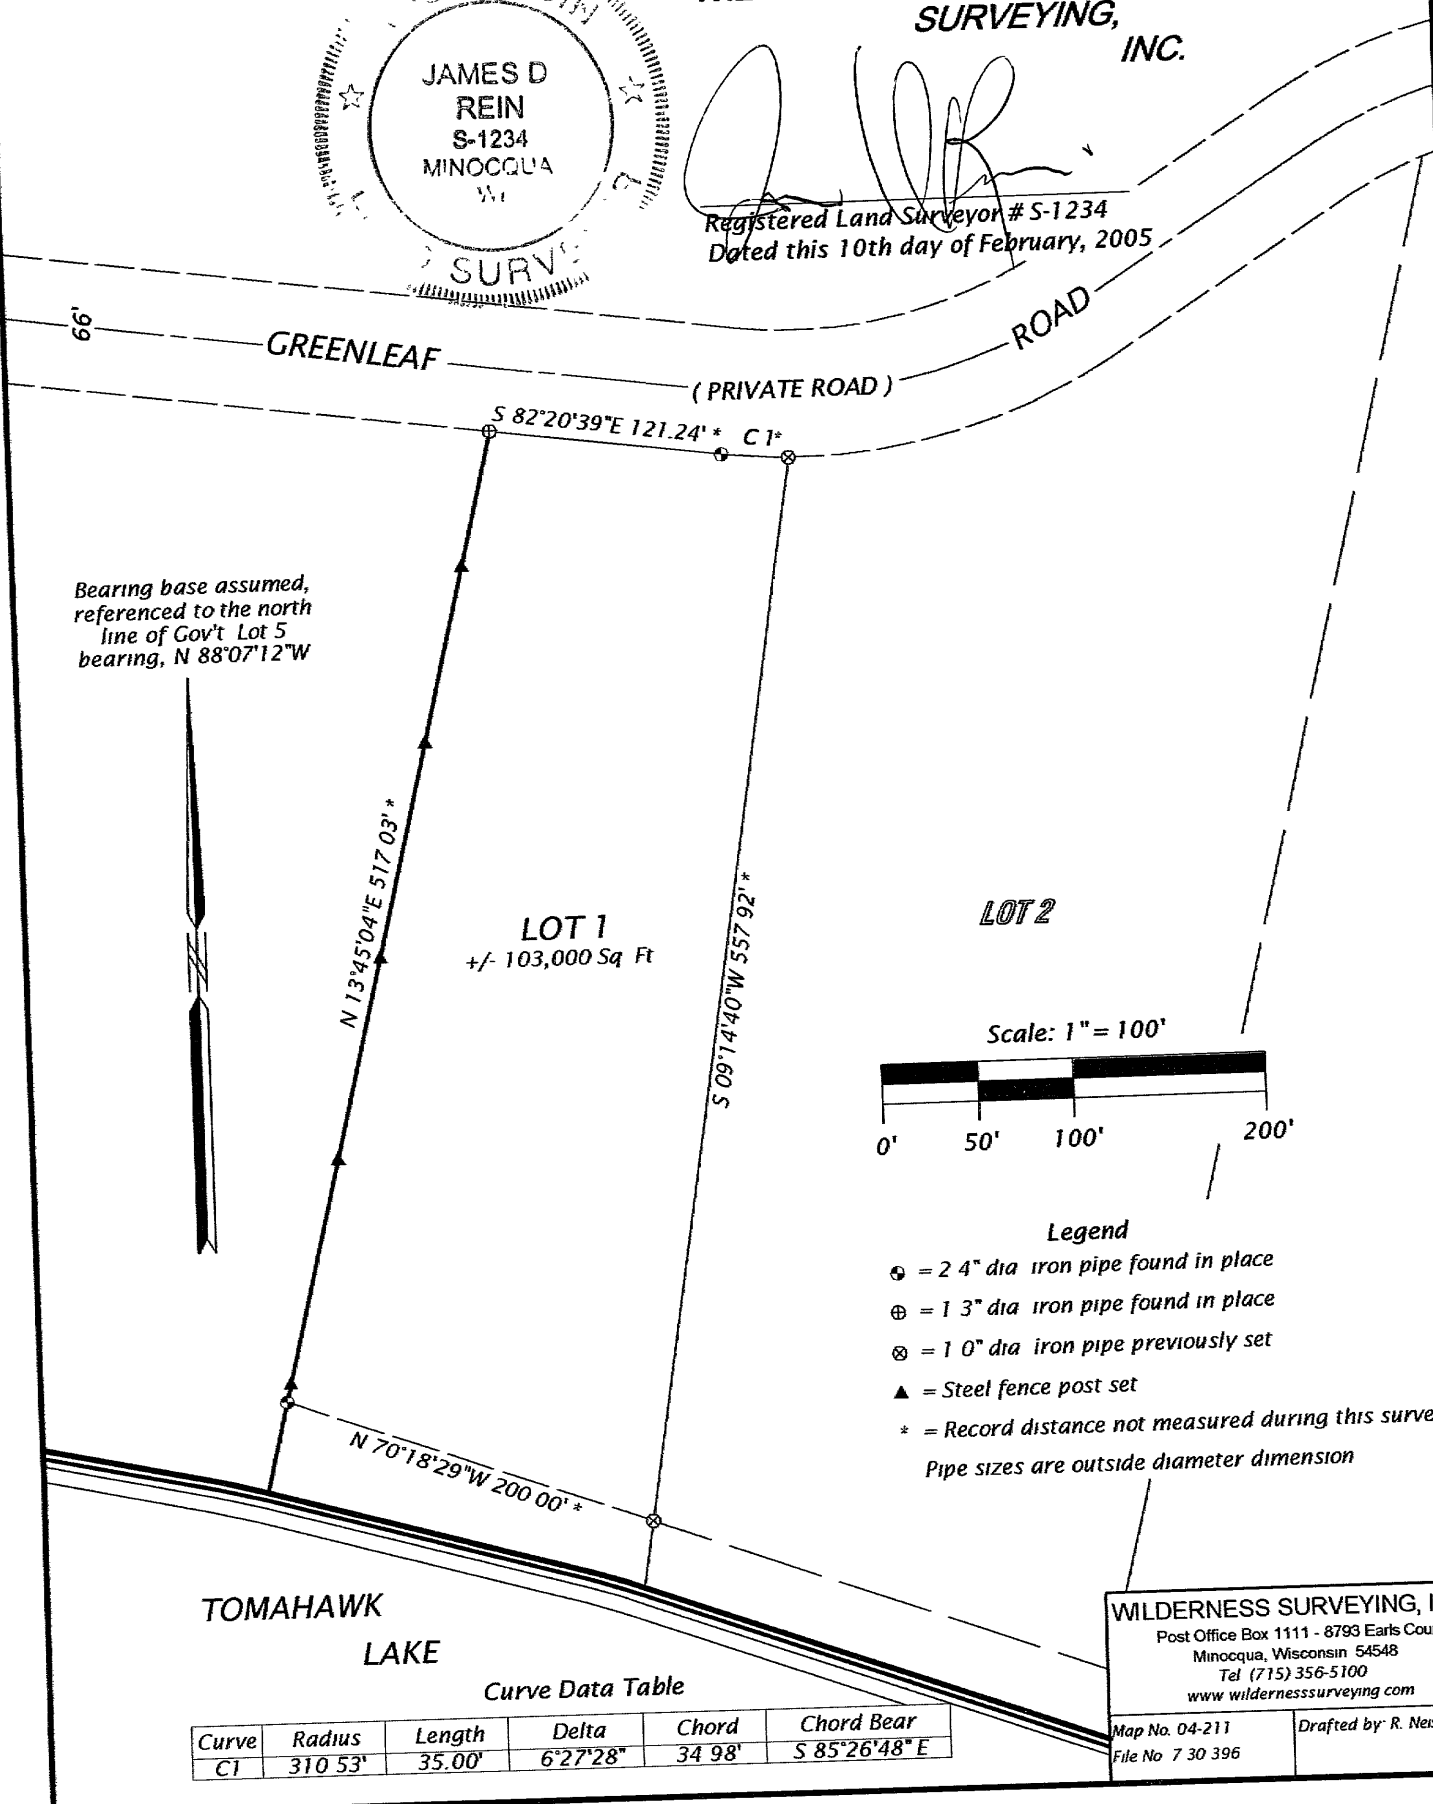 SURVEYING,
INC.
JAMES D
REIN
S-1234
MINOCQUA
SURV
Registered Land Surveyor # S-1234
Dated this 10th day of February, 2005
66'
GREENLEAF
ROAD
( PRIVATE ROAD )
S 82°20'39"E 121.24' *
C 1*
Bearing base assumed,
referenced to the north
line of Gov't Lot 5
bearing, N 88°07'12"W
N 13°45'04"E 517 03' *
S 09°14'40"W 557 92' *
LOT 1
+/- 103,000 Sq Ft
LOT 2
Scale: 1"= 100'
0' 50' 100' 200'
Legend
= 2 4" dia iron pipe found in place
= 1 3" dia iron pipe found in place
= 1 0" dia iron pipe previously set
▲ = Steel fence post set
* = Record distance not measured during this surve
Pipe sizes are outside diameter dimension
N 70°18'29"W 200 00' *
TOMAHAWK
LAKE
Curve Data Table
Curve Radius Length Delta Chord Chord Bear
C1 310 53' 35.00' 6°27'28" 34 98' S 85°26'48" E
WILDERNESS SURVEYING, I
Post Office Box 1111 - 8793 Earls Cou
Minocqua, Wisconsin 54548
Tel (715) 356-5100
www wildernesssurveying com
Map No. 04-211
Drafted by: R. Nei
File No 7 30 396